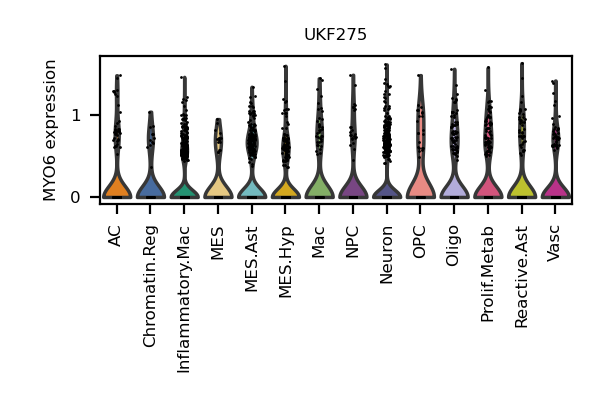 UKF275
MYO6 expression
1
0
AC
Chromatin.Reg
Inflammatory.Mac
MES
MES.Ast
MES.Hyp
Mac
NPC
Neuron
OPC
Oligo
Prolif.Metab
Reactive.Ast
Vasc